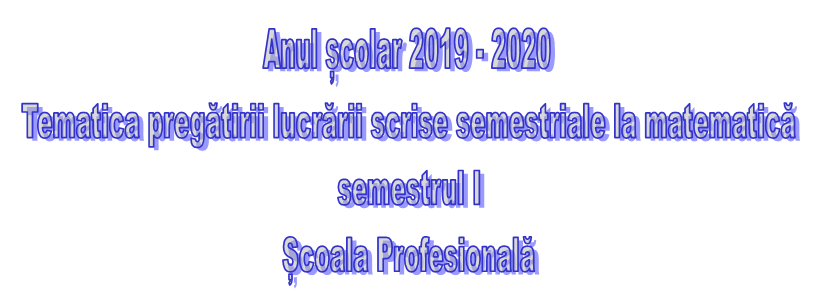 Anul școlar 2019 - 2020
Tematica pregătirii lucrării scrise semestriale la matematică
semestrul I
Școala Profesională